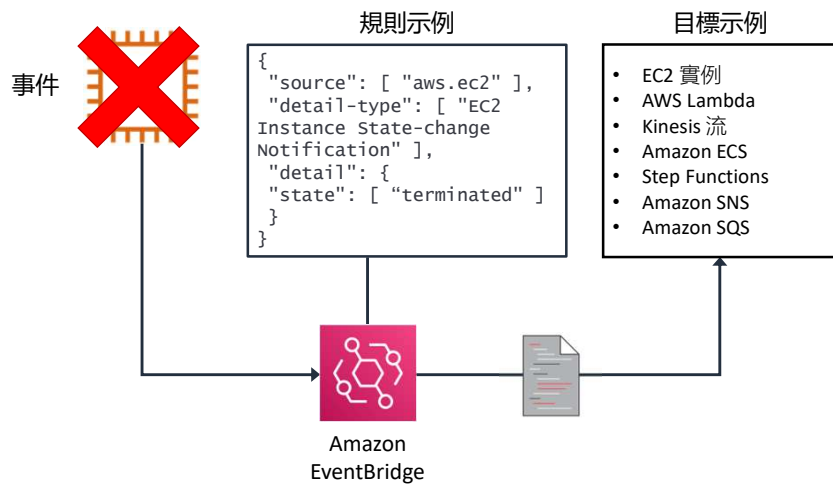 規則示例
目標示例
事件
{
"source": [ "aws.ec2" ],
"detail-type": [ "EC2
Instance State-change
Notification" ],
"detail": {
"state": [ “terminated" ]
}
}
• EC2 實例
• AWS Lambda
• Kinesis 流
• Amazon ECS
• Step Functions
• Amazon SNS
• Amazon SQS
Amazon
EventBridge